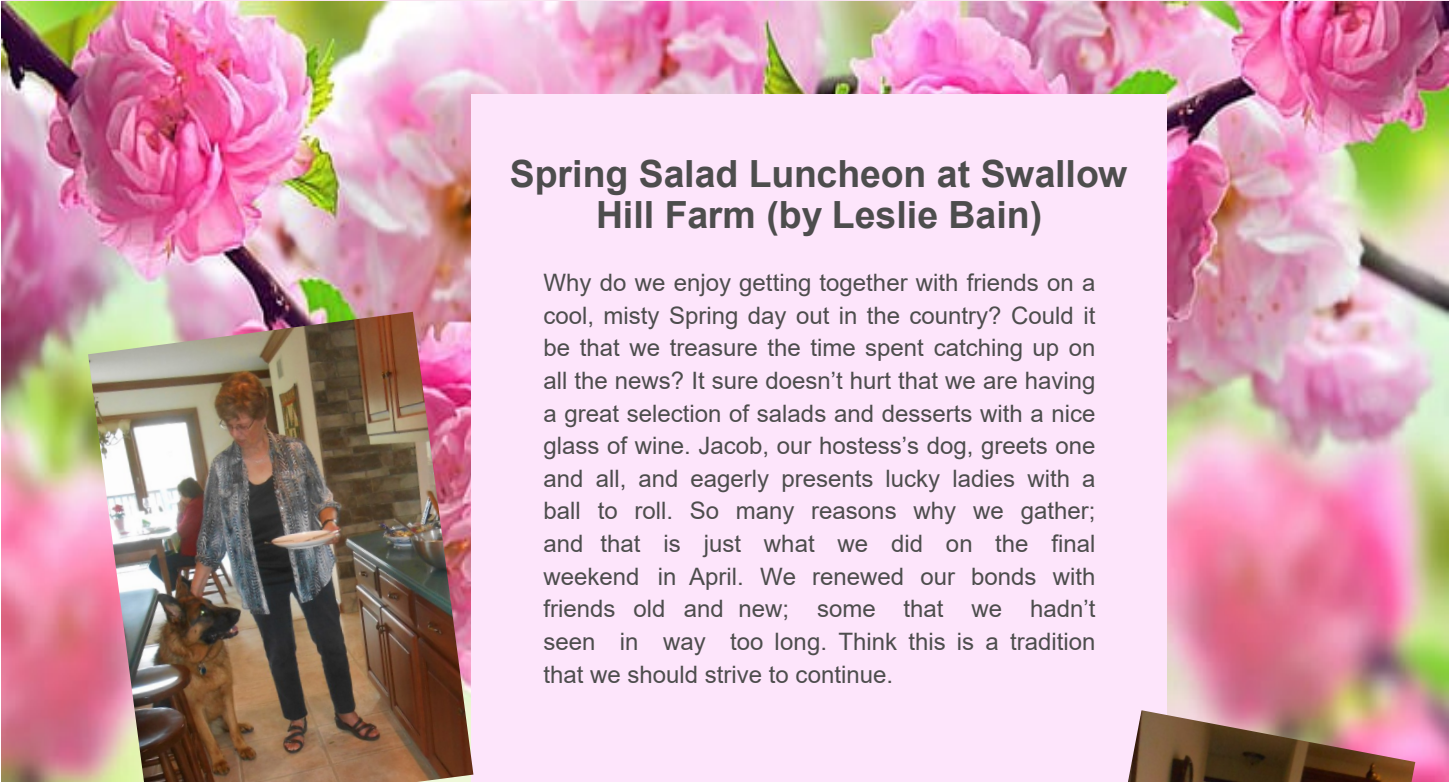 Spring Salad Luncheon at Swallow
Hill Farm (by Leslie Bain)
Why do we enjoy getting together with friends on a
cool, misty Spring day out in the country? Could it
be that we treasure the time spent catching up on
all the news? It sure doesn’t hurt that we are having
a great selection of salads and desserts with a nice
glass of wine. Jacob, our hostess’s dog, greets one
and all, and eagerly presents lucky ladies with a
ball to roll. So many reasons why we gather;
and that is just what we did on the final
weekend in April. We renewed our bonds with
friends old and new; some that we hadn’t
seen in way too long. Think this is a tradition
that we should strive to continue.